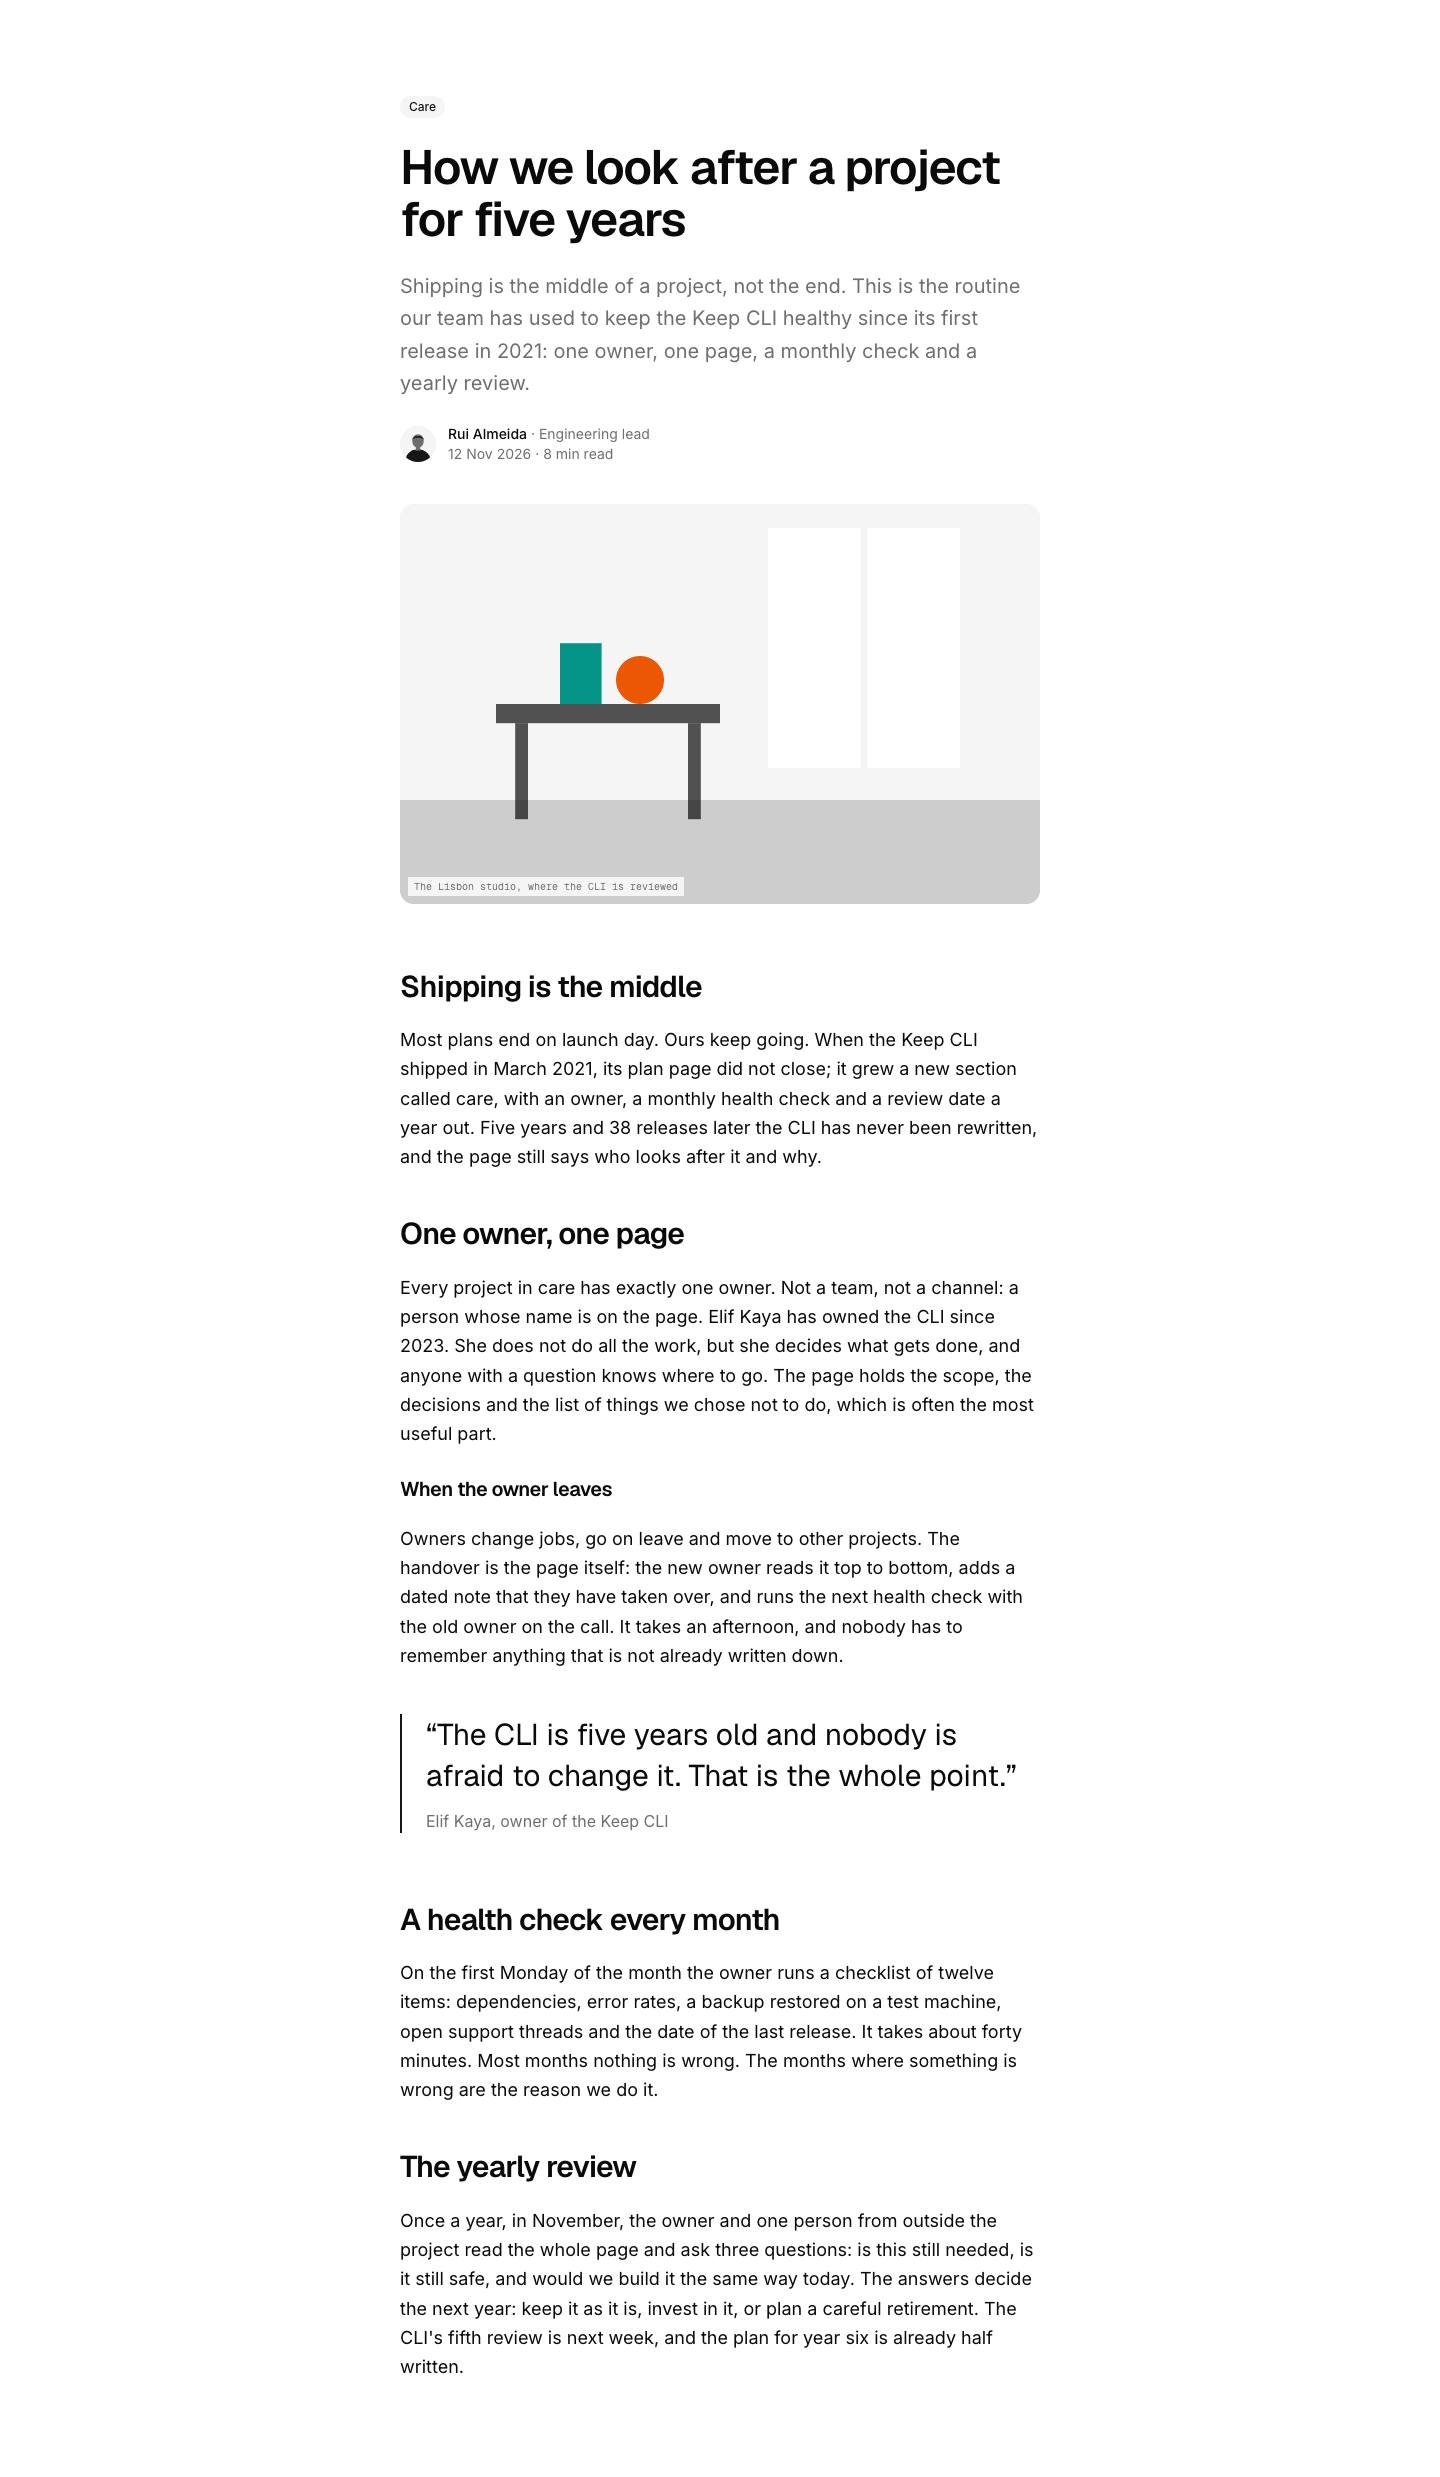 Care
How we look after a project
for five years
Shipping is the middle of a project, not the end. This is the routine
our team has used to keep the Keep CLI healthy since its first
release in 2021: one owner, one page, a monthly check and a
yearly review.
Rui Almeida · Engineering lead
12 Nov 2026 · 8 min read
The Lisbon studio, where the CLI is reviewed
Shipping is the middle
Most plans end on launch day. Ours keep going. When the Keep CLI
shipped in March 2021, its plan page did not close; it grew a new section
called care, with an owner, a monthly health check and a review date a
year out. Five years and 38 releases later the CLI has never been rewritten,
and the page still says who looks after it and why.
One owner, one page
Every project in care has exactly one owner. Not a team, not a channel: a
person whose name is on the page. Elif Kaya has owned the CLI since
2023. She does not do all the work, but she decides what gets done, and
anyone with a question knows where to go. The page holds the scope, the
decisions and the list of things we chose not to do, which is often the most
useful part.
When the owner leaves
Owners change jobs, go on leave and move to other projects. The
handover is the page itself: the new owner reads it top to bottom, adds a
dated note that they have taken over, and runs the next health check with
the old owner on the call. It takes an afternoon, and nobody has to
remember anything that is not already written down.
“The CLI is five years old and nobody is
afraid to change it. That is the whole point.”
Elif Kaya, owner of the Keep CLI
A health check every month
On the first Monday of the month the owner runs a checklist of twelve
items: dependencies, error rates, a backup restored on a test machine,
open support threads and the date of the last release. It takes about forty
minutes. Most months nothing is wrong. The months where something is
wrong are the reason we do it.
The yearly review
Once a year, in November, the owner and one person from outside the
project read the whole page and ask three questions: is this still needed, is
it still safe, and would we build it the same way today. The answers decide
the next year: keep it as it is, invest in it, or plan a careful retirement. The
CLI's fifth review is next week, and the plan for year six is already half
written.